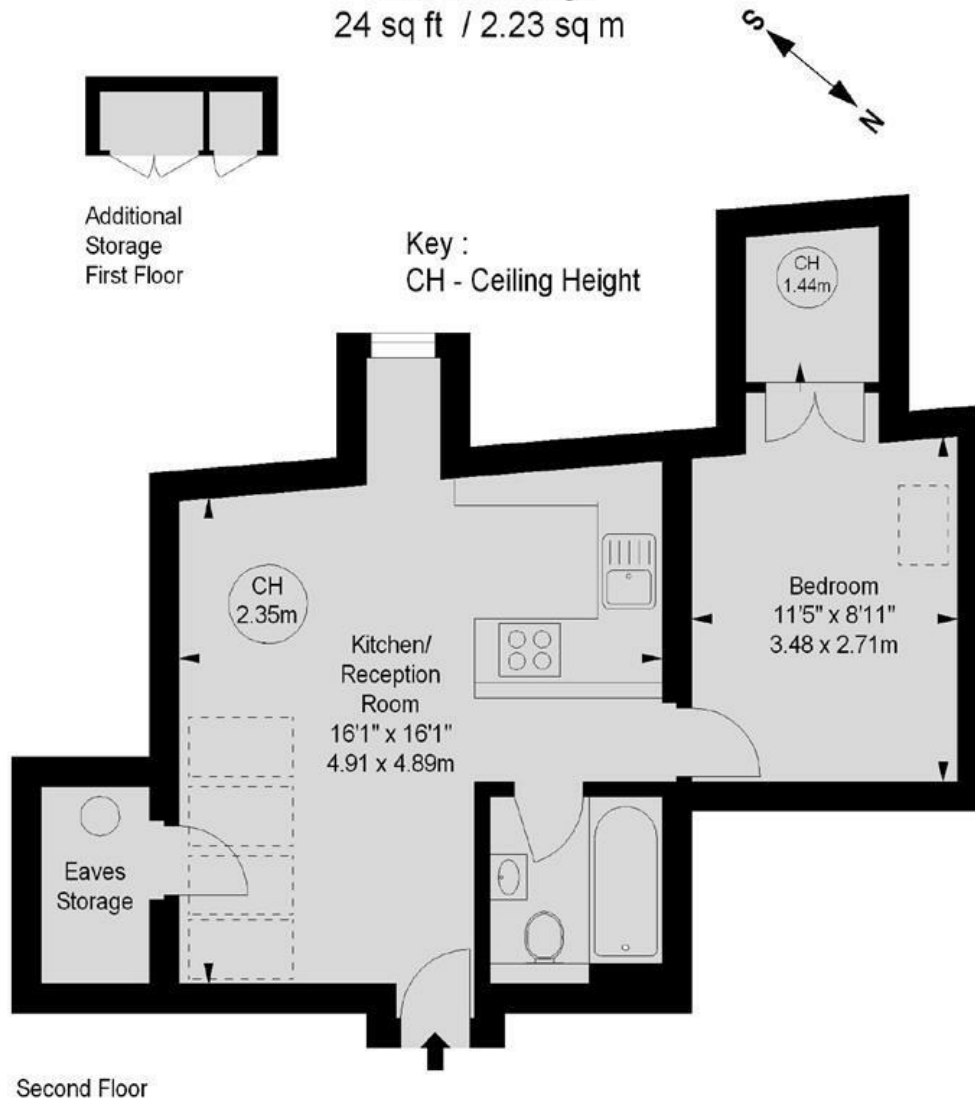 24 sq ft / 2.23 sq m
S
N
Additional
Storage
First Floor
Key :
CH - Ceiling Height
CH
1.44m
CH
2.35m
Kitchen/
Reception
Room
16'1" x 16'1"
4.91 x 4.89m
Bedroom
11'5" x 8'11"
3.48 x 2.71m
Eaves
Storage
Second Floor